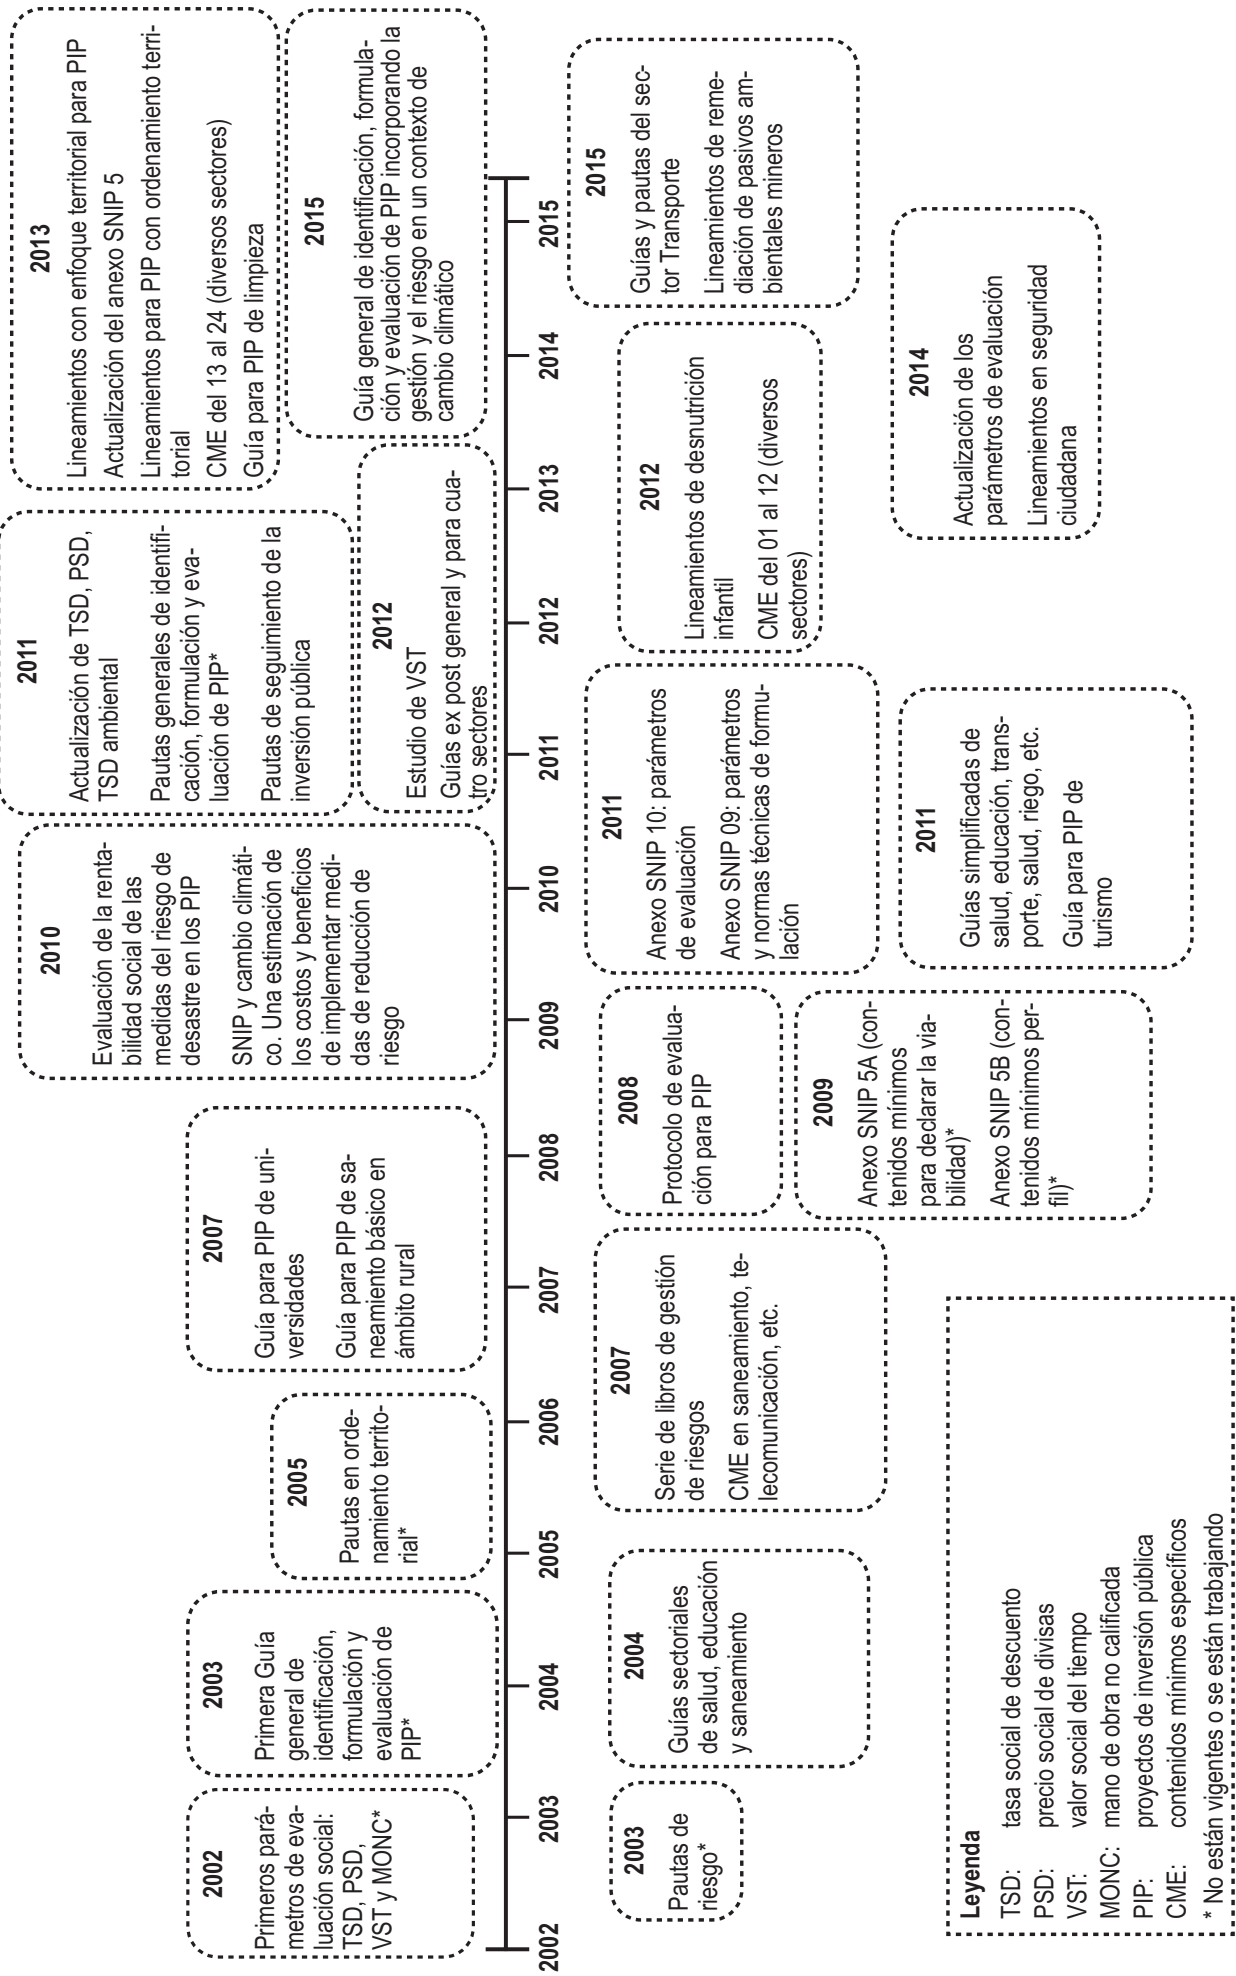 2002
Primeros pará-
metros de eva-
luación social:
TSD, PSD,
VST y MONC*
2003
Primera Guía
general de
identificación,
formulación y
evaluación de
PIP*
2005
Pautas en orde-
namiento territo-
rial*
2007
Guía para PIP de uni-
versidades
Guía para PIP de sa-
neamiento básico en
ámbito rural
2010
Evaluación de la renta-
bilidad social de las
medidas del riesgo de
desastre en los PIP
SNIP y cambio climáti-
co. Una estimación de
los costos y beneficios
de implementar medi-
das de reducción de
riesgo
2011
Actualización de TSD, PSD,
TSD ambiental
Pautas generales de identifi-
cación, formulación y eva-
luación de PIP*
Pautas de seguimiento de la
inversión pública
2012
Estudio de VST
Guías ex post general y para cua-
tro sectores
2013
Lineamientos con enfoque territorial para PIP
Actualización del anexo SNIP 5
Lineamientos para PIP con ordenamiento terri-
torial
CME del 13 al 24 (diversos sectores)
Guía para PIP de limpieza
2015
Guía general de identificación, formula-
ción y evaluación de PIP incorporando la
gestión y el riesgo en un contexto de
cambio climático
2002
2003
2004
2005
2006
2007
2008
2009
2010
2011
2012
2013
2014
2015
2003
Pautas de
riesgo*
2004
Guías sectoriales
de salud, educación
y saneamiento
2007
Serie de libros de gestión
de riesgos
CME en saneamiento, te-
lecomunicación, etc.
2008
Protocolo de evalua-
ción para PIP
2009
Anexo SNIP 5A (con-
tenidos mínimos
para declarar la via-
bilidad)*
Anexo SNIP 5B (con-
tenidos mínimos per-
fil)*
2011
Anexo SNIP 10: parámetros
de evaluación
Anexo SNIP 09: parámetros
y normas técnicas de formu-
lación
2011
Guías simplificadas de
salud, educación, trans-
porte, salud, riego, etc.
Guía para PIP de
turismo
2012
Lineamientos de desnutrición
infantil
CME del 01 al 12 (diversos
sectores)
2014
Actualización de los
parámetros de evaluación
Lineamientos en seguridad
ciudadana
2015
Guías y pautas del sec-
tor Transporte
Lineamientos de reme-
diación de pasivos am-
bientales mineros
Leyenda
TSD: tasa social de descuento
PSD: precio social de divisas
VST: valor social del tiempo
MONC: mano de obra no calificada
PIP: proyectos de inversión pública
CME: contenidos mínimos específicos
* No están vigentes o se están trabajando